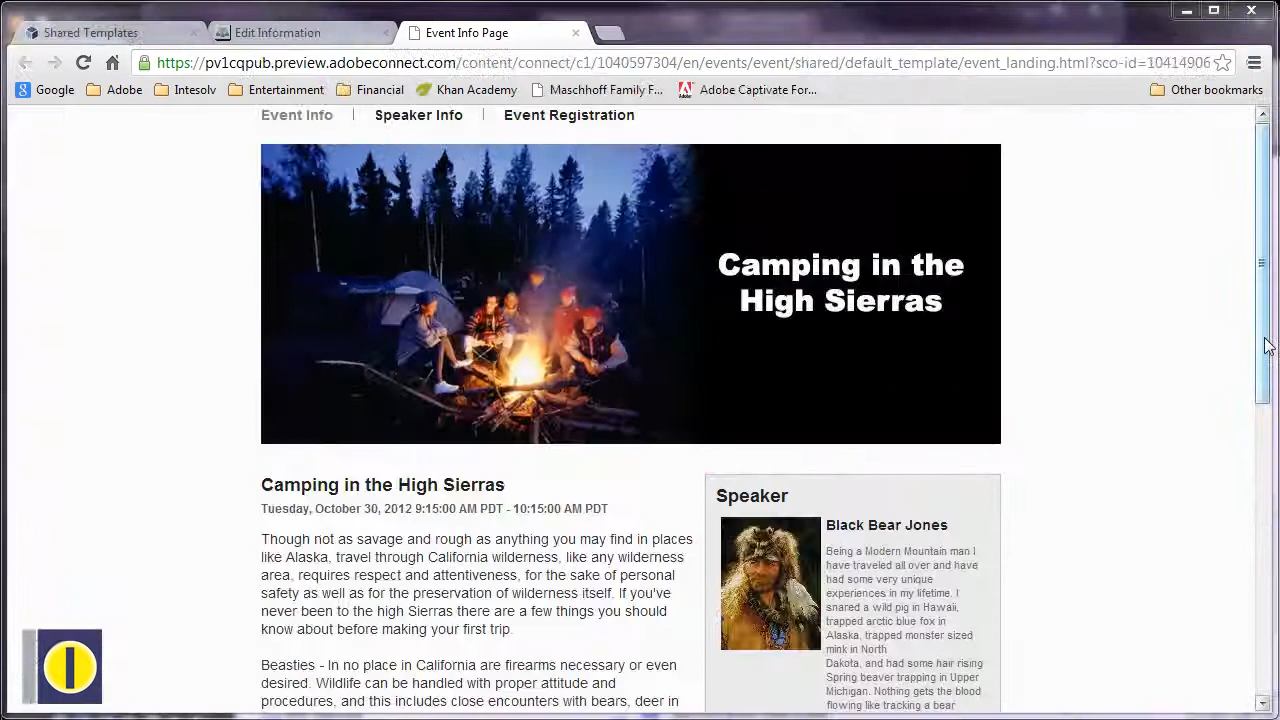 Shared Templates
Edit Information
Event Info Page
https://pv1cqpub.preview.adobeconnect.com/content/connect/c1/1040597304/en/events/event/shared/default_template/event_landing.html?sco-id=10414906
Google
Adobe
Intesolv
Entertainment
Financial
Khan Academy
Maschhoff Family F...
Adobe Captivate For...
Other bookmarks
Event Info | Speaker Info | Event Registration
Camping in the
High Sierras
Camping in the High Sierras
Tuesday, October 30, 2012 9:15:00 AM PDT - 10:15:00 AM PDT
Though not as savage and rough as anything you may find in places
like Alaska, travel through California wilderness, like any wilderness
area, requires respect and attentiveness, for the sake of personal
safety as well as for the preservation of wilderness itself. If you've
never been to the high Sierras there are a few things you should
know about before making your first trip.
Beasties - In no place in California are firearms necessary or even
desired. Wildlife can be handled with proper attitude and
procedures, and this includes close encounters with bears, deer in
Speaker
Black Bear Jones
Being a Modern Mountain man I
have traveled all over and have
had some very unique
experiences in my lifetime. I
snared a wild pig in Hawaii,
trapped arctic blue fox in
Alaska, trapped monster sized
mink in North
Dakota, and had some hair rising
Spring beaver trapping in Upper
Michigan. Nothing gets the blood
flowing like tracking a bear